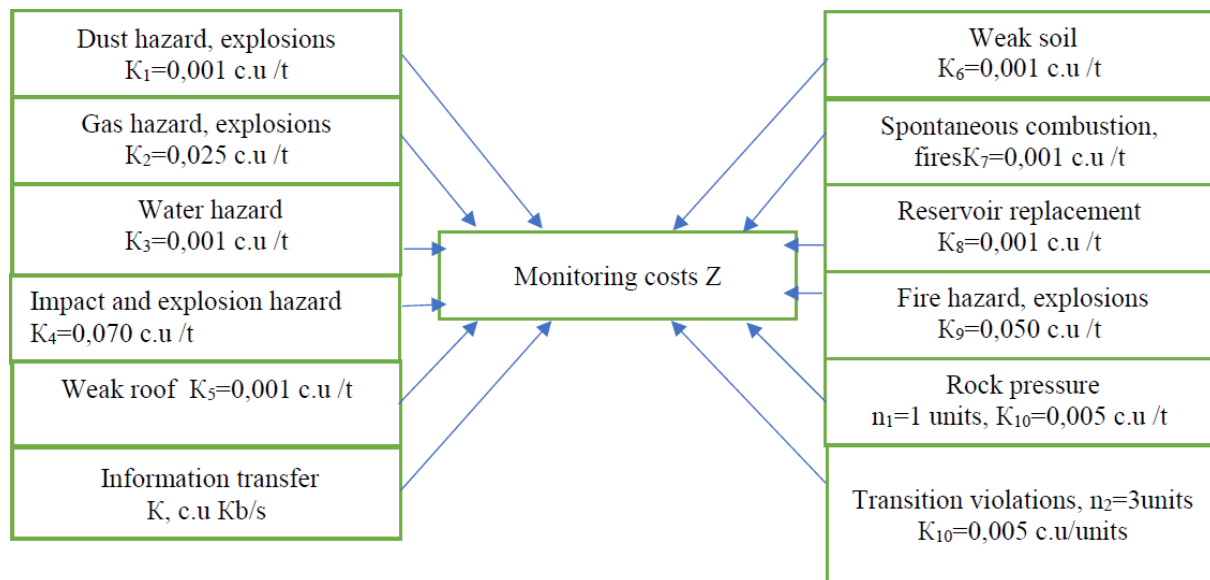 Dust hazard, explosions
K₁=0,001 c.u /t
Gas hazard, explosions
K₂=0,025 c.u /t
Water hazard
K₃=0,001 c.u /t
Impact and explosion hazard
K₄=0,070 c.u /t
Weak roof K₅=0,001 c.u /t
Information transfer
K, c.u Kb/s
Monitoring costs Z
Weak soil
K₆=0,001 c.u /t
Spontaneous combustion,
firesK₇=0,001 c.u /t
Reservoir replacement
K₈=0,001 c.u /t
Fire hazard, explosions
K₉=0,050 c.u /t
Rock pressure
n₁=1 units, K₁₀=0,005 c.u /t
Transition violations, n₂=3units
K₁₀=0,005 c.u/units